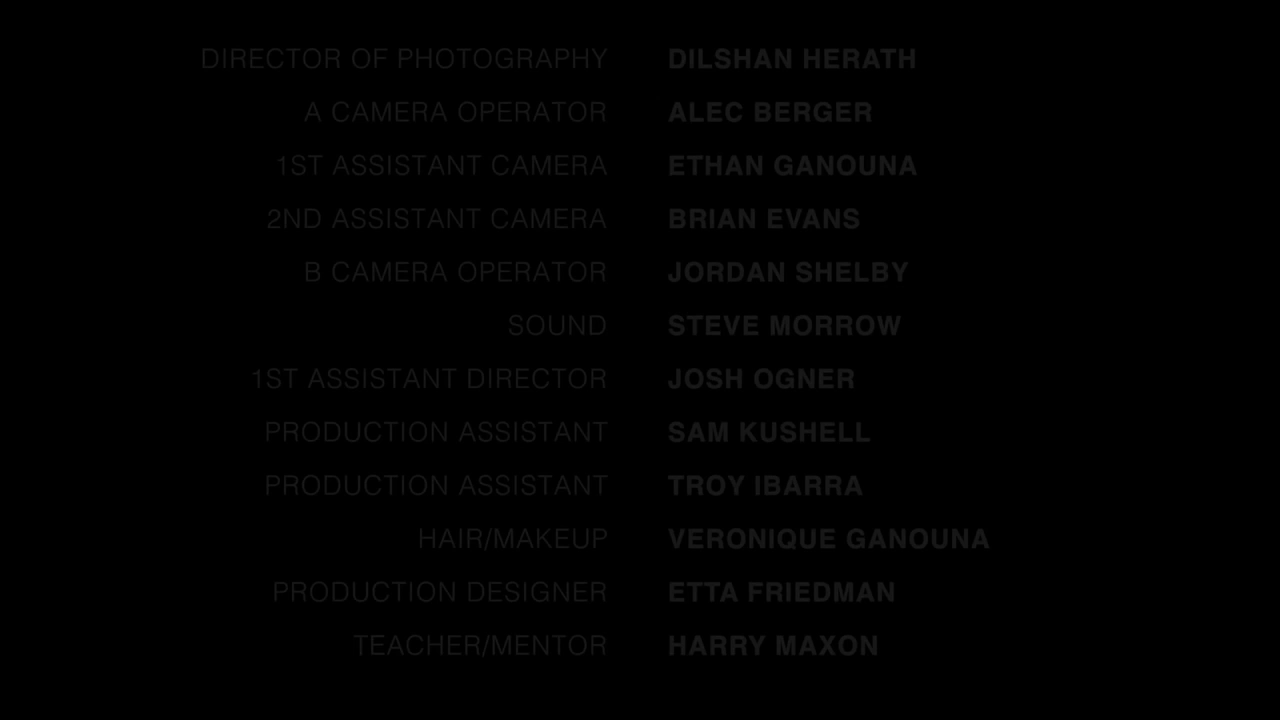 DIRECTOR OF PHOTOGRAPHY DILSHAN HERATH
A CAMERA OPERATOR ALEC BERGER
1ST ASSISTANT CAMERA ETHAN GANOUNA
2ND ASSISTANT CAMERA BRIAN EVANS
B CAMERA OPERATOR JORDAN SHELBY
SOUND STEVE MORROW
1ST ASSISTANT DIRECTOR JOSH OGNER
PRODUCTION ASSISTANT SAM KUSHELL
PRODUCTION ASSISTANT TROY IBARRA
HAIR/MAKEUP VERONIQUE GANOUNA
PRODUCTION DESIGNER ETTA FRIEDMAN
TEACHER/MENTOR HARRY MAXON